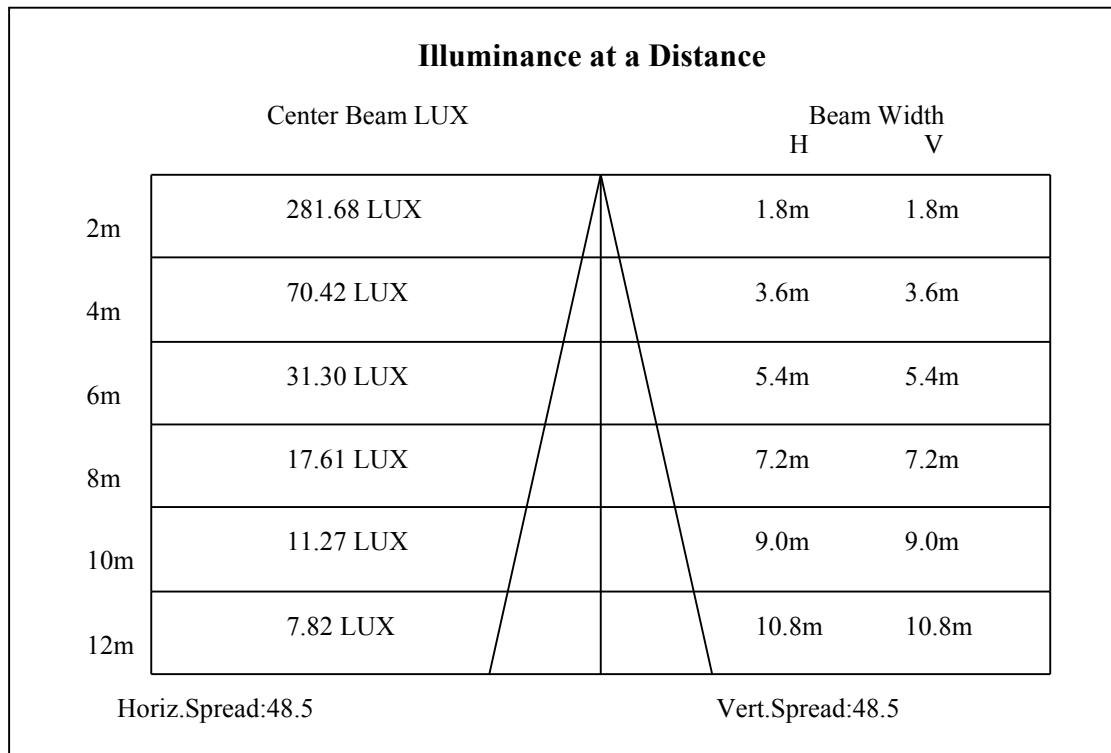 Illuminance at a Distance
Center Beam LUX Beam Width
H V
2m 281.68 LUX 1.8m 1.8m
4m 70.42 LUX 3.6m 3.6m
6m 31.30 LUX 5.4m 5.4m
8m 17.61 LUX 7.2m 7.2m
10m 11.27 LUX 9.0m 9.0m
12m 7.82 LUX 10.8m 10.8m
Horiz.Spread:48.5 Vert.Spread:48.5